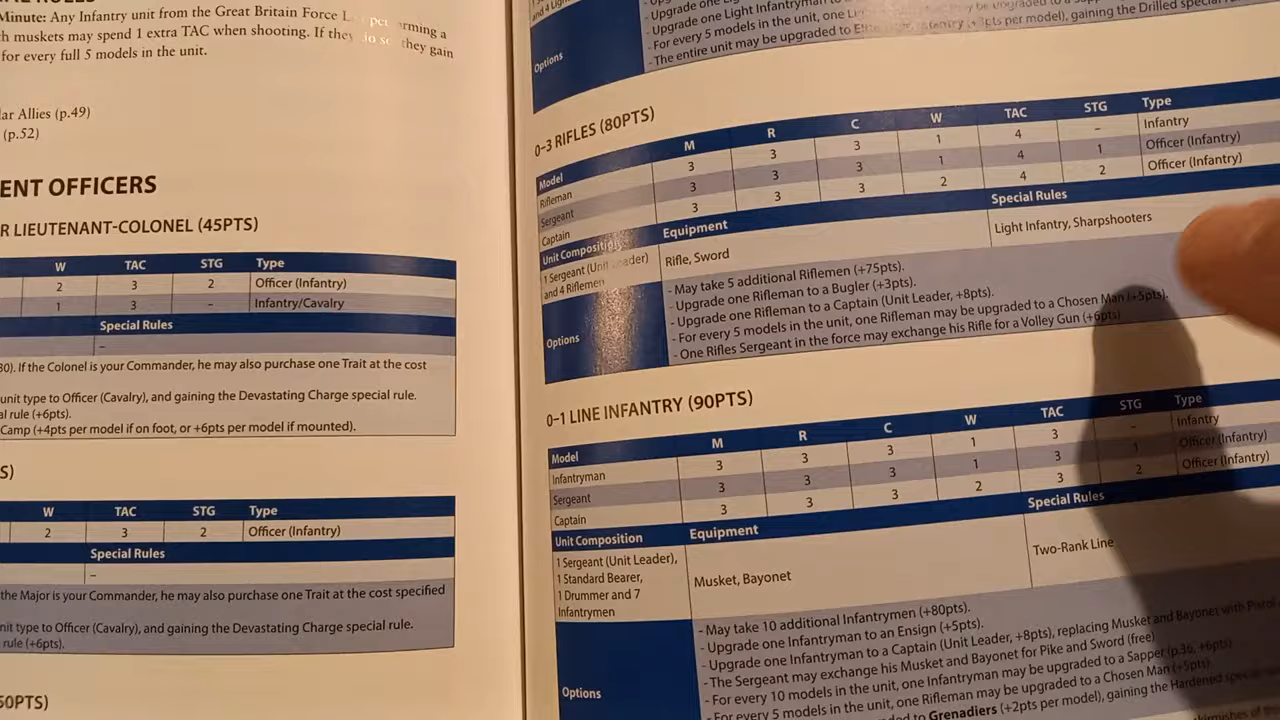 Minute: Any Infantry unit from the Great Britain Force
muskets may spend 1 extra TAC when shooting. If they do so, they gain
for every full 5 models in the unit.
lar Allies (p.49)
(p.52)
ENT OFFICERS
R LIEUTENANT-COLONEL (45PTS)
W TAC STG Type
2 3 2 Officer (Infantry)
1 3 – Infantry/Cavalry
Special Rules
–
If the Colonel is your Commander, he may also purchase one Trait at the cost
unit type to Officer (Cavalry), and gaining the Devastating Charge special rule.
al rule (+6pts).
Camp (+4pts per model if on foot, or +6pts per model if mounted).
S)
W TAC STG Type
2 3 2 Officer (Infantry)
Special Rules
–
the Major is your Commander, he may also purchase one Trait at the cost specified
nit type to Officer (Cavalry), and gaining the Devastating Charge special rule.
rule (+6pts).
50PTS)
and 4 Light
Options
- Upgrade one
- Upgrade one Light Infantryman to
- For every 5 models in the unit, one
- The entire unit may be upgraded to per model), gaining the Drilled special
0-3 RIFLES (80PTS)
Model M R C W TAC STG Type
Rifleman 3 3 3 1 4 – Infantry
Sergeant 3 3 3 1 4 1 Officer (Infantry)
Captain 3 3 3 2 4 2 Officer (Infantry)
Unit Composition Equipment Special Rules
1 Sergeant (Unit Leader)
and 4 Riflemen
Rifle, Sword
Light Infantry, Sharpshooters
Options
- May take 5 additional Riflemen (+75pts).
- Upgrade one Rifleman to a Bugler (+3pts).
- Upgrade one Rifleman to a Captain (Unit Leader, +8pts).
- For every 5 models in the unit, one Rifleman may be upgraded to a Chosen Man (+5pts).
- One Rifles Sergeant in the force may exchange his Rifle for a Volley Gun (+6pts)
0-1 LINE INFANTRY (90PTS)
Model M R C W TAC STG Type
Infantryman 3 3 3 1 3 – Infantry
Sergeant 3 3 3 1 3 1 Officer (Infantry)
Captain 3 3 3 2 3 2 Officer (Infantry)
Unit Composition Equipment Special Rules
1 Sergeant (Unit Leader),
1 Standard Bearer,
1 Drummer and 7
Infantrymen
Musket, Bayonet
Two-Rank Line
Options
- May take 10 additional Infantrymen (+80pts).
- Upgrade one Infantryman to an Ensign (+5pts).
- Upgrade one Infantryman to a Captain (Unit Leader, +8pts), replacing Musket and Bayonet with Pistol
- The Sergeant may exchange his Musket and Bayonet for Pike and Sword (free)
- For every 10 models in the unit, one Infantryman may be upgraded to a Sapper (p.36, +6pts)
- For every 5 models in the unit, one Rifleman may be upgraded to a Chosen Man (+5pts).
to Grenadiers (+2pts per model), gaining the Hardened special